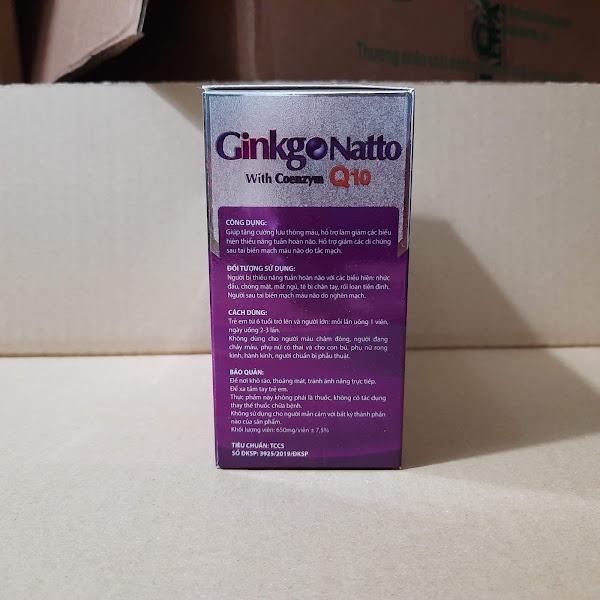 GinkgoNatto
With Coenzym Q10
CÔNG DỤNG:
Giúp tăng cường lưu thông máu, hỗ trợ làm giảm các biểu
hiện thiểu năng tuần hoàn não. Hỗ trợ giảm các di chứng
sau tai biến mạch máu não do tắc mạch.
ĐỐI TƯỢNG SỬ DỤNG:
Người bị thiểu năng tuần hoàn não với các biểu hiện: nhức
đầu, chóng mặt, mất ngủ, tê bì chân tay, rối loạn tiền đình.
Người sau tai biến mạch máu não do nghẽn mạch.
CÁCH DÙNG:
Trẻ em từ 6 tuổi trở lên và người lớn: mỗi lần uống 1 viên,
ngày uống 2-3 lần.
Không dùng cho người máu chậm đông, người đang
chảy máu, phụ nữ có thai và cho con bú, phụ nữ rong
kinh, hành kinh, người chuẩn bị phẫu thuật.
BẢO QUẢN:
Để nơi khô ráo, thoáng mát, tránh ánh nắng trực tiếp.
Để xa tầm tay trẻ em.
Thực phẩm này không phải là thuốc, không có tác dụng
thay thế thuốc chữa bệnh.
Không sử dụng cho người mẫn cảm với bất kỳ thành phần
nào của sản phẩm.
Khối lượng viên: 650mg/viên ± 7,5%
TIÊU CHUẨN: TCCS
SỐ ĐKSP: 3925/2019/ĐKSP